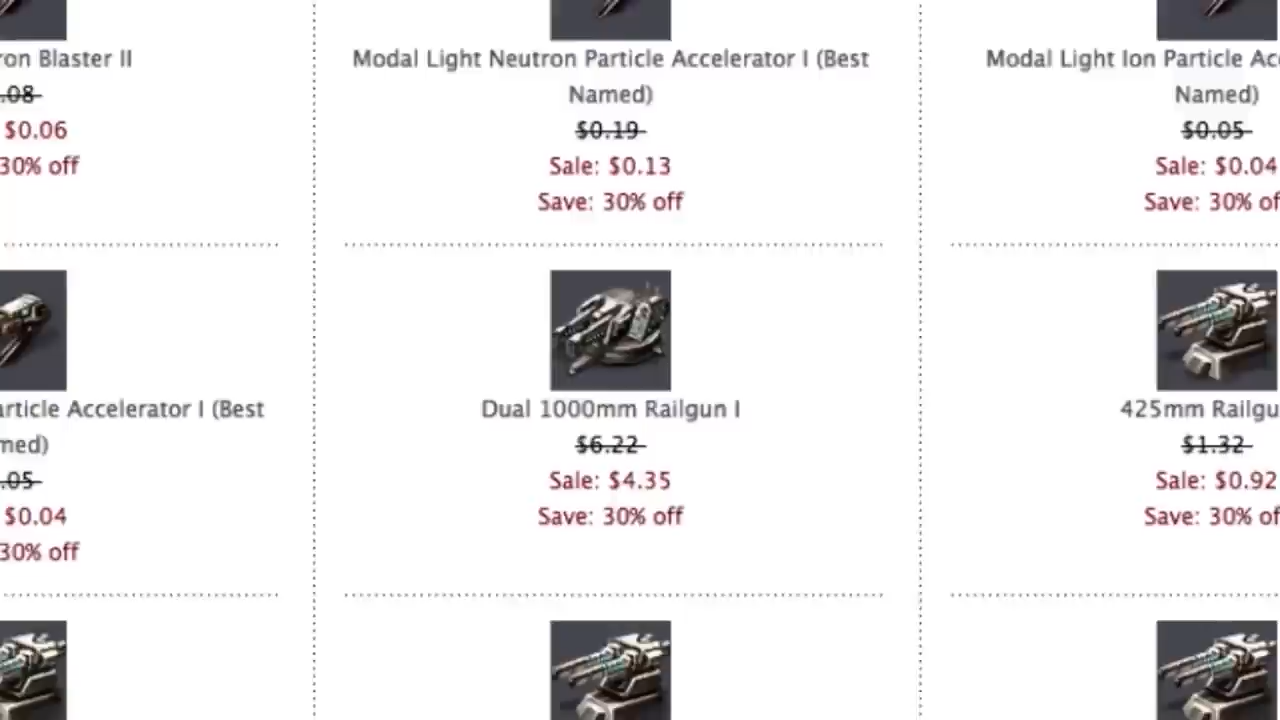 ron Blaster II
.08
$0.06
30% off
Modal Light Neutron Particle Accelerator I (Best
Named)
$0.19
Sale: $0.13
Save: 30% off
Modal Light Ion Particle Ac
Named)
$0.05
Sale: $0.04
Save: 30% of
article Accelerator I (Best
med)
.05
$0.04
30% off
Dual 1000mm Railgun I
$6.22
Sale: $4.35
Save: 30% off
425mm Railgu
$1.32
Sale: $0.92
Save: 30% of